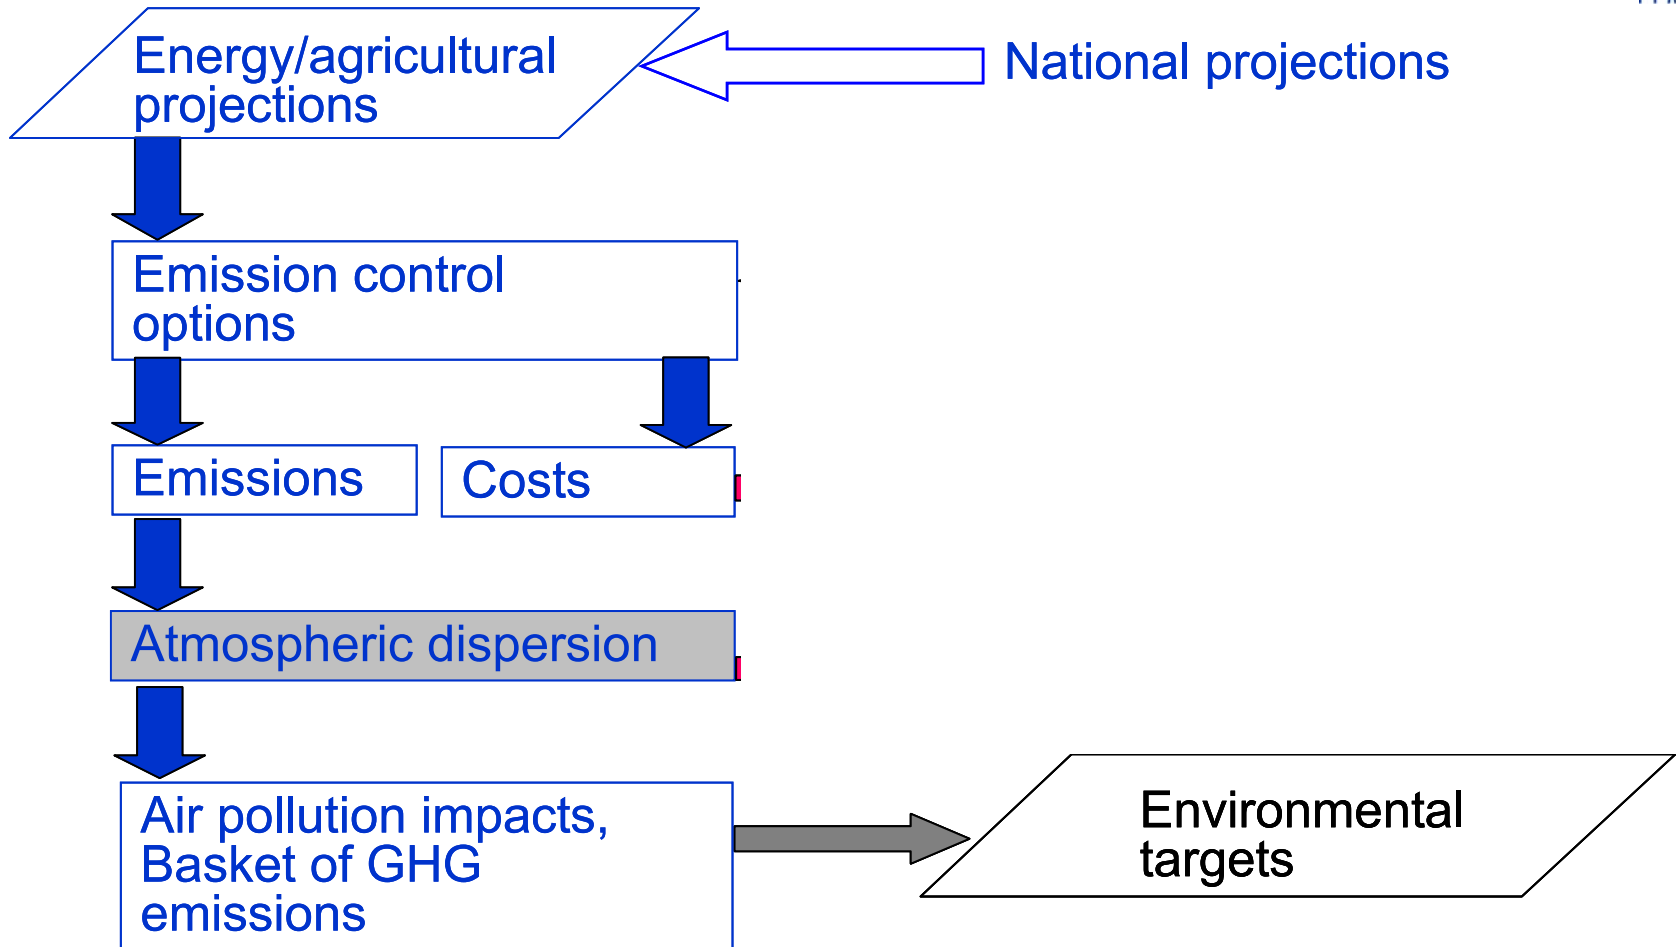 Energy/agricultural
projections
National projections
Emission control
options
Emissions
Costs
Atmospheric dispersion
Air pollution impacts,
Basket of GHG
emissions
Environmental
targets